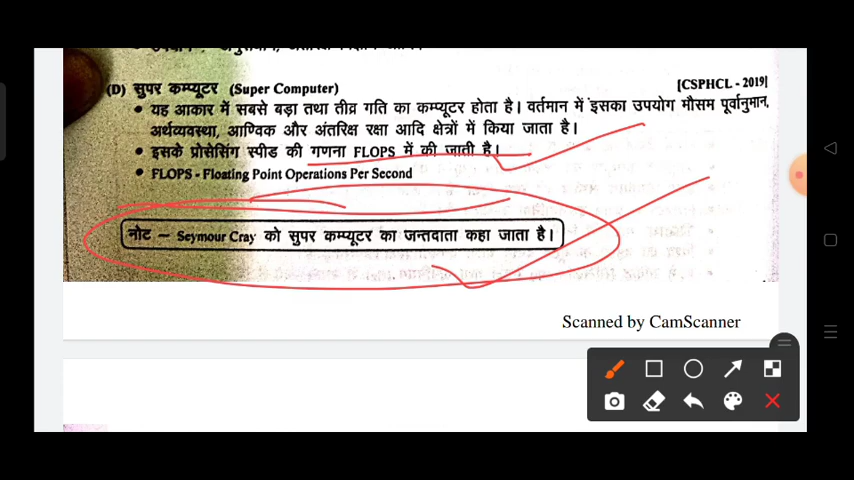 (D) सुपर कम्प्यूटर (Super Computer) [CSPHCL - 2019]
• यह आकार में सबसे बड़ा तथा तीव्र गति का कम्प्यूटर होता है। वर्तमान में इसका उपयोग मौसम पूर्वानुमान,
अर्थव्यवस्था, आण्विक और अंतरिक्ष रक्षा आदि क्षेत्रों में किया जाता है।
• इसके प्रोसेसिंग स्पीड की गणना FLOPS में की जाती है।
• FLOPS - Floating Point Operations Per Second
नोट – Seymour Cray को सुपर कम्प्यूटर का जन्तदाता कहा जाता है।
Scanned by CamScanner